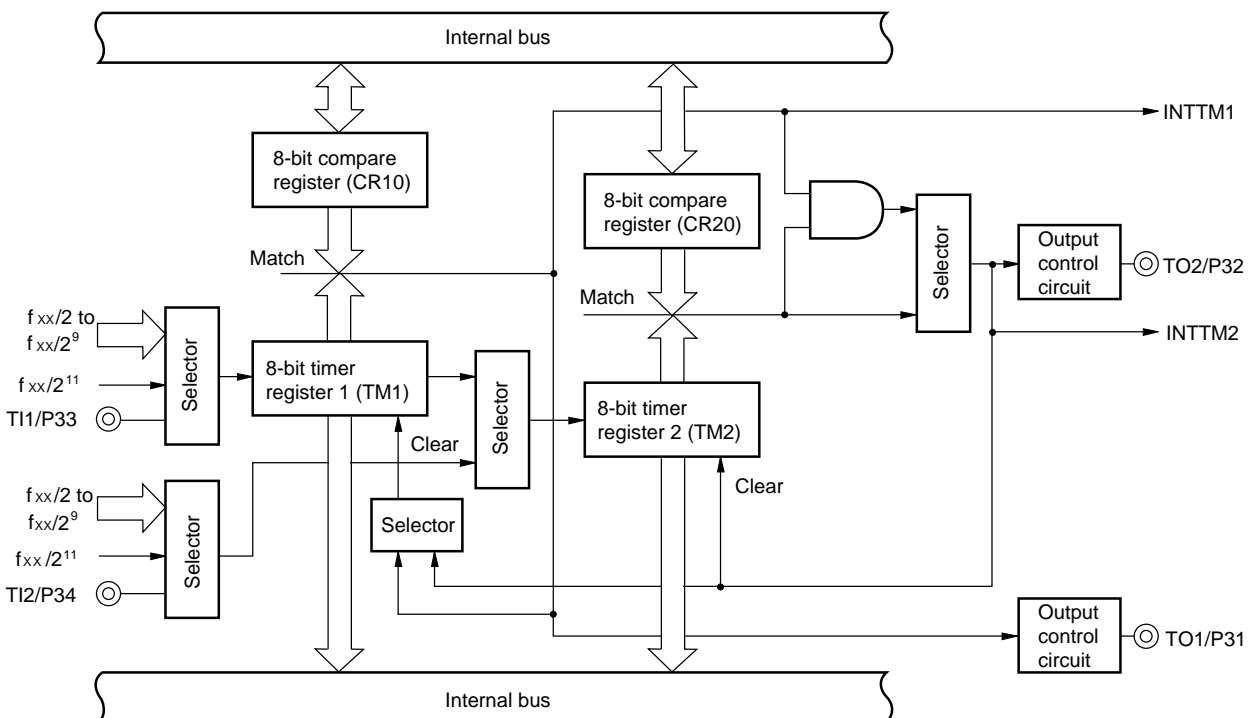 Internal bus
INTTM1
8-bit compare
register (CR10)
8-bit compare
register (CR20)
Match
Selector
Output
control
circuit
TO2/P32
Match
INTTM2
fxx/2 to
fxx/2⁹
fxx/2¹¹
TI1/P33
Selector
8-bit timer
register 1 (TM1)
Selector
8-bit timer
register 2 (TM2)
Clear
Clear
fxx/2 to
fxx/2⁹
fxx/2¹¹
TI2/P34
Selector
Selector
Output
control
circuit
TO1/P31
Internal bus